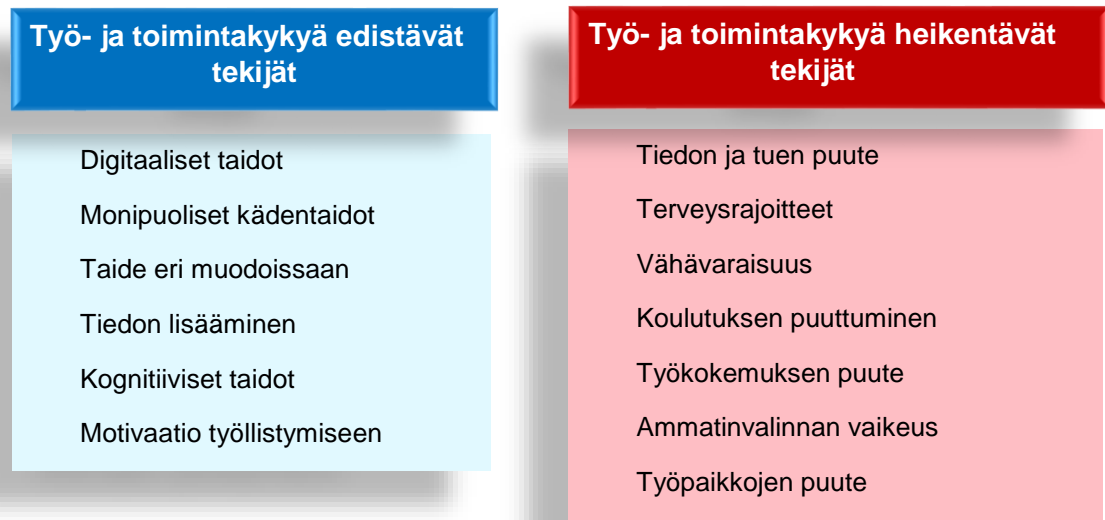 Työ- ja toimintakykyä edistävät
tekijät
Digitaaliset taidot
Monipuoliset kädentaidot
Taide eri muodoissaan
Tiedon lisääminen
Kognitiiviset taidot
Motivaatio työllistymiseen
Työ- ja toimintakykyä heikentävät
tekijät
Tiedon ja tuen puute
Terveysrajoitteet
Vähävaraisuus
Koulutuksen puuttuminen
Työkokemuksen puute
Ammatinvalinnan vaikeus
Työpaikkojen puute